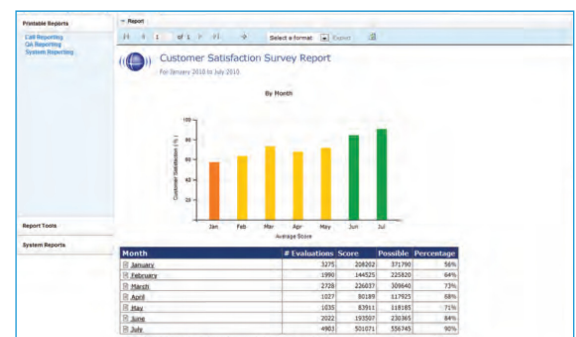 Printable Reports
Call Reporting
QA Reporting
System Reporting
Report Tools
System Reports
Report
1 of 1
Select a format Export
Customer Satisfaction Survey Report
For January 2010 to July 2010
By Month
Customer Satisfaction ( % )
100
80
60
40
20
Jan Feb Mar Apr May Jun Jul
Average Score
Month # Evaluations Score Possible Percentage
January 3275 208202 371790 56%
February 1990 144525 225820 64%
March 2728 226037 309640 73%
April 1027 80189 117925 68%
May 1035 83911 118185 71%
June 2022 193507 230365 84%
July 4903 501071 556745 90%